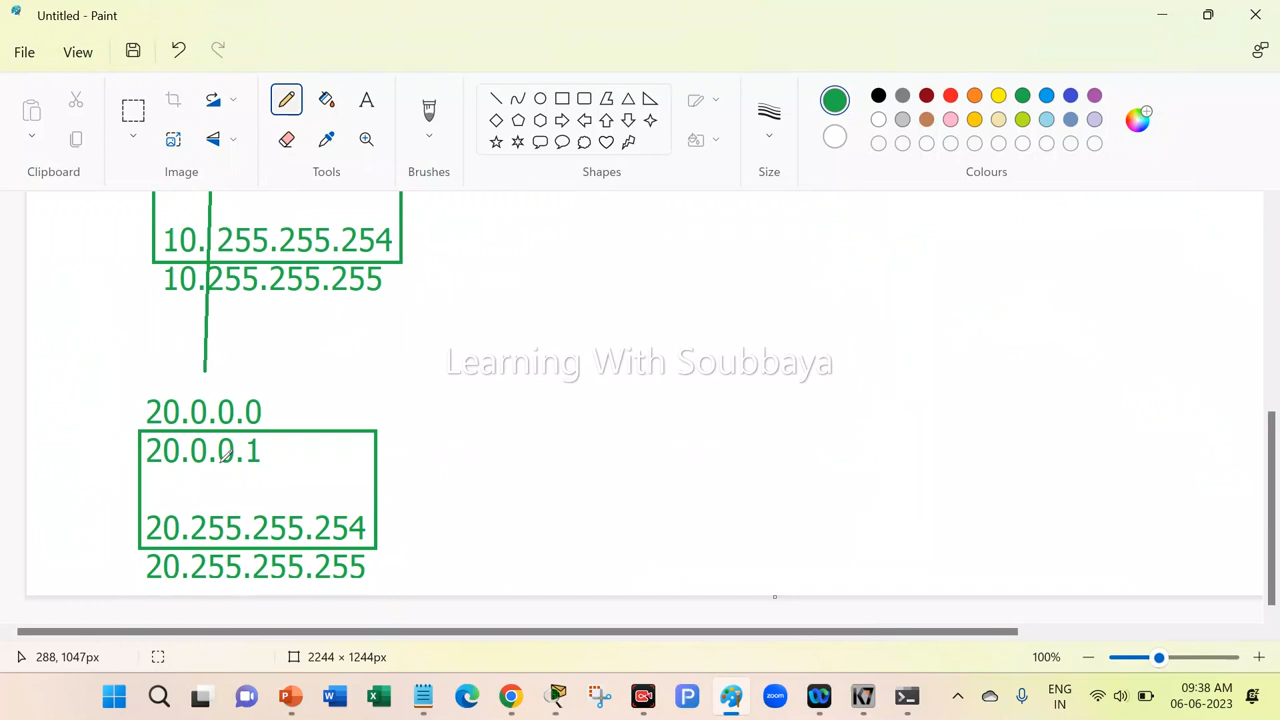 Untitled - Paint
File
View
Clipboard
Image
Tools
Brushes
Shapes
Size
Colours
10. 255.255.254
10.255.255.255
Learning With Soubbaya
20.0.0.0
20.0.0.1
20.255.255.254
20.255.255.255
288, 1047px
2244 × 1244px
100%
ENG
IN
09:38 AM
06-06-2023